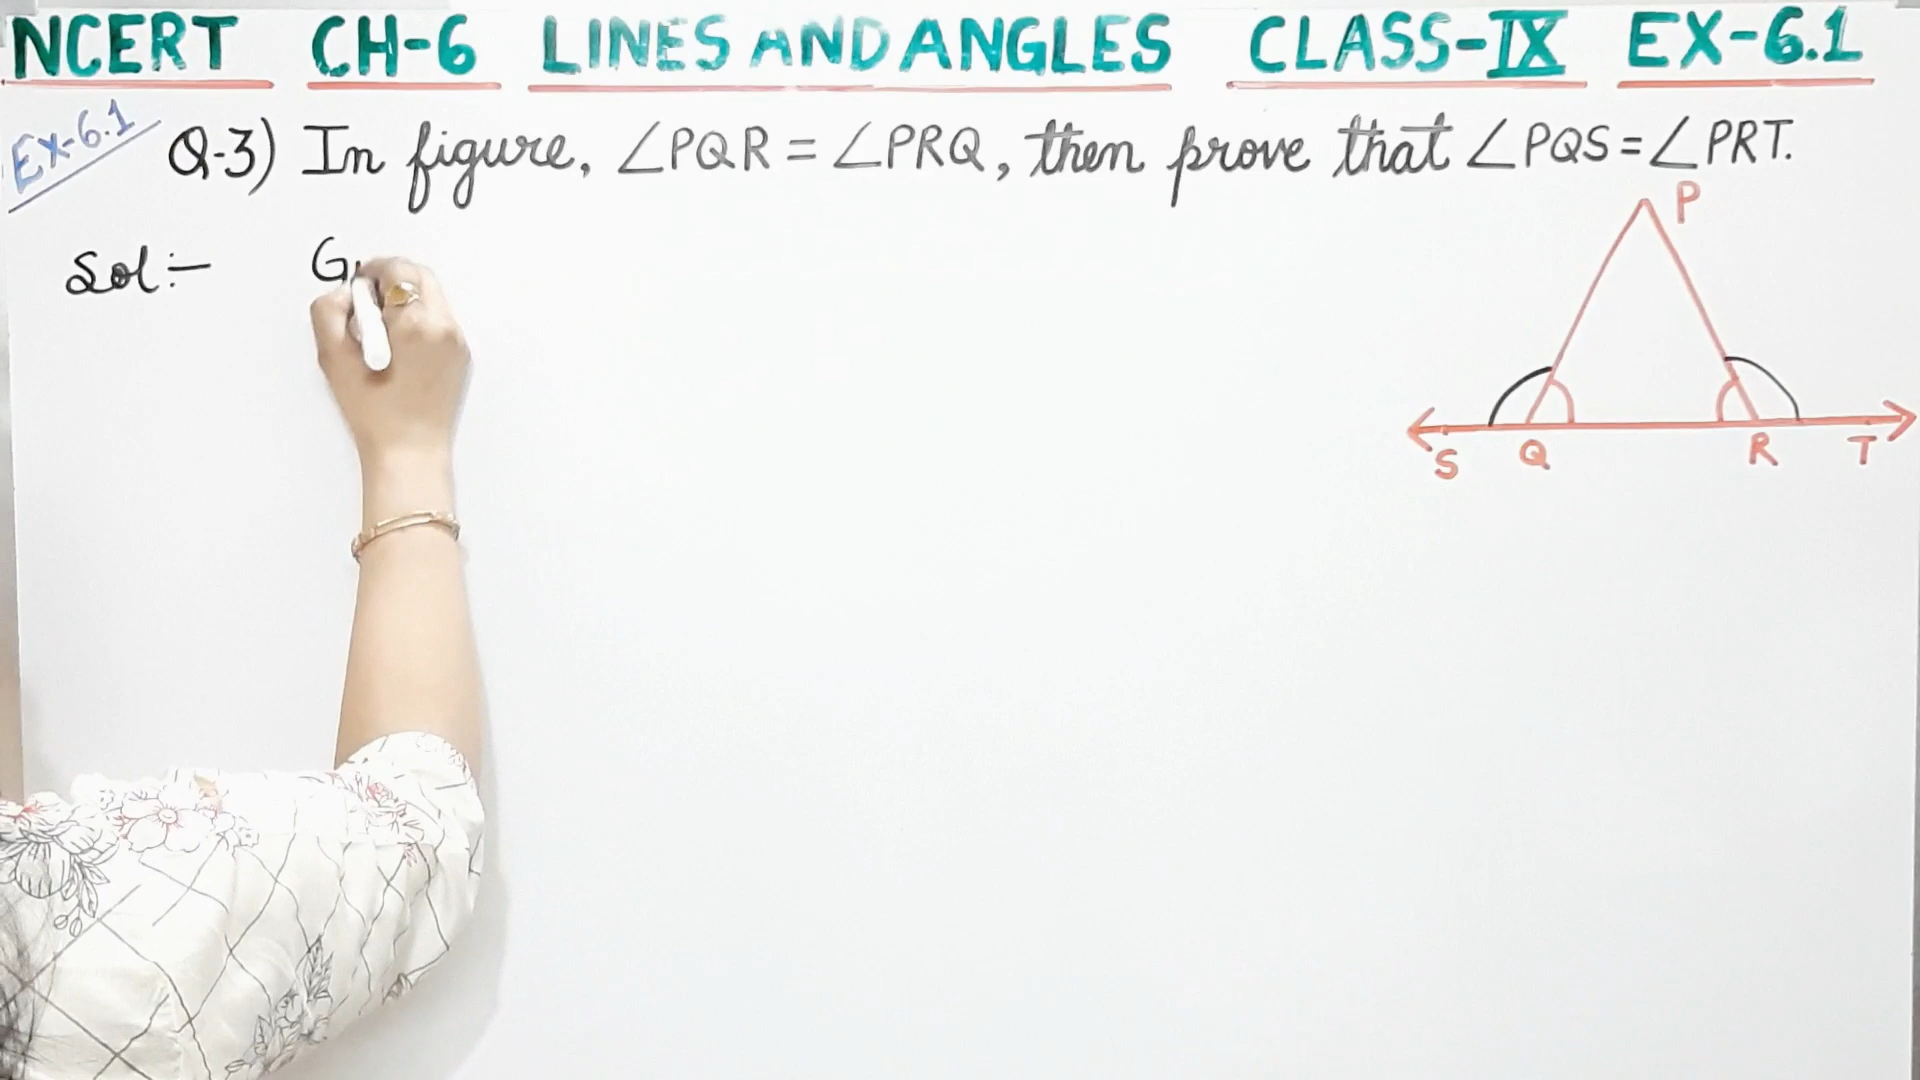 NCERT CH-6 LINES AND ANGLES CLASS-IX EX-6.1
EX-6.1
Q-3) In figure, ∠PQR = ∠PRQ, then prove that ∠PQS = ∠PRT.
P
Sol:-
S Q R T